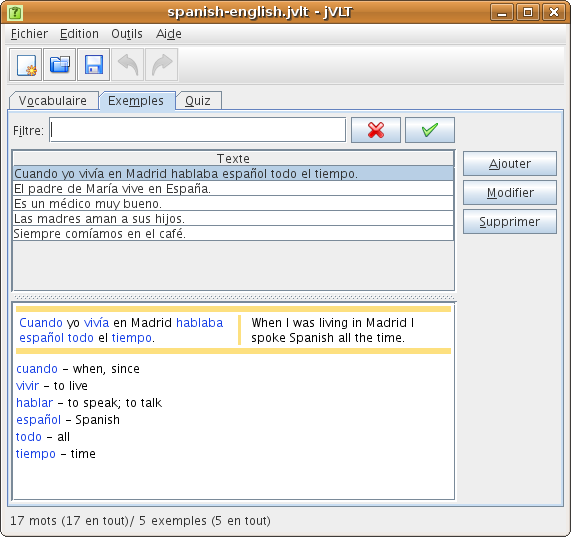 spanish-english.jvlt - jVLT
Fichier Edition Outils Aide
Vocabulaire Exemples Quiz
Filtre:
Texte
Cuando yo vivía en Madrid hablaba español todo el tiempo.
El padre de María vive en España.
Es un médico muy bueno.
Las madres aman a sus hijos.
Siempre comíamos en el café.
Ajouter
Modifier
Supprimer
Cuando yo vivía en Madrid hablaba
español todo el tiempo.
When I was living in Madrid I
spoke Spanish all the time.
cuando – when, since
vivir – to live
hablar – to speak; to talk
español – Spanish
todo – all
tiempo – time
17 mots (17 en tout)/ 5 exemples (5 en tout)